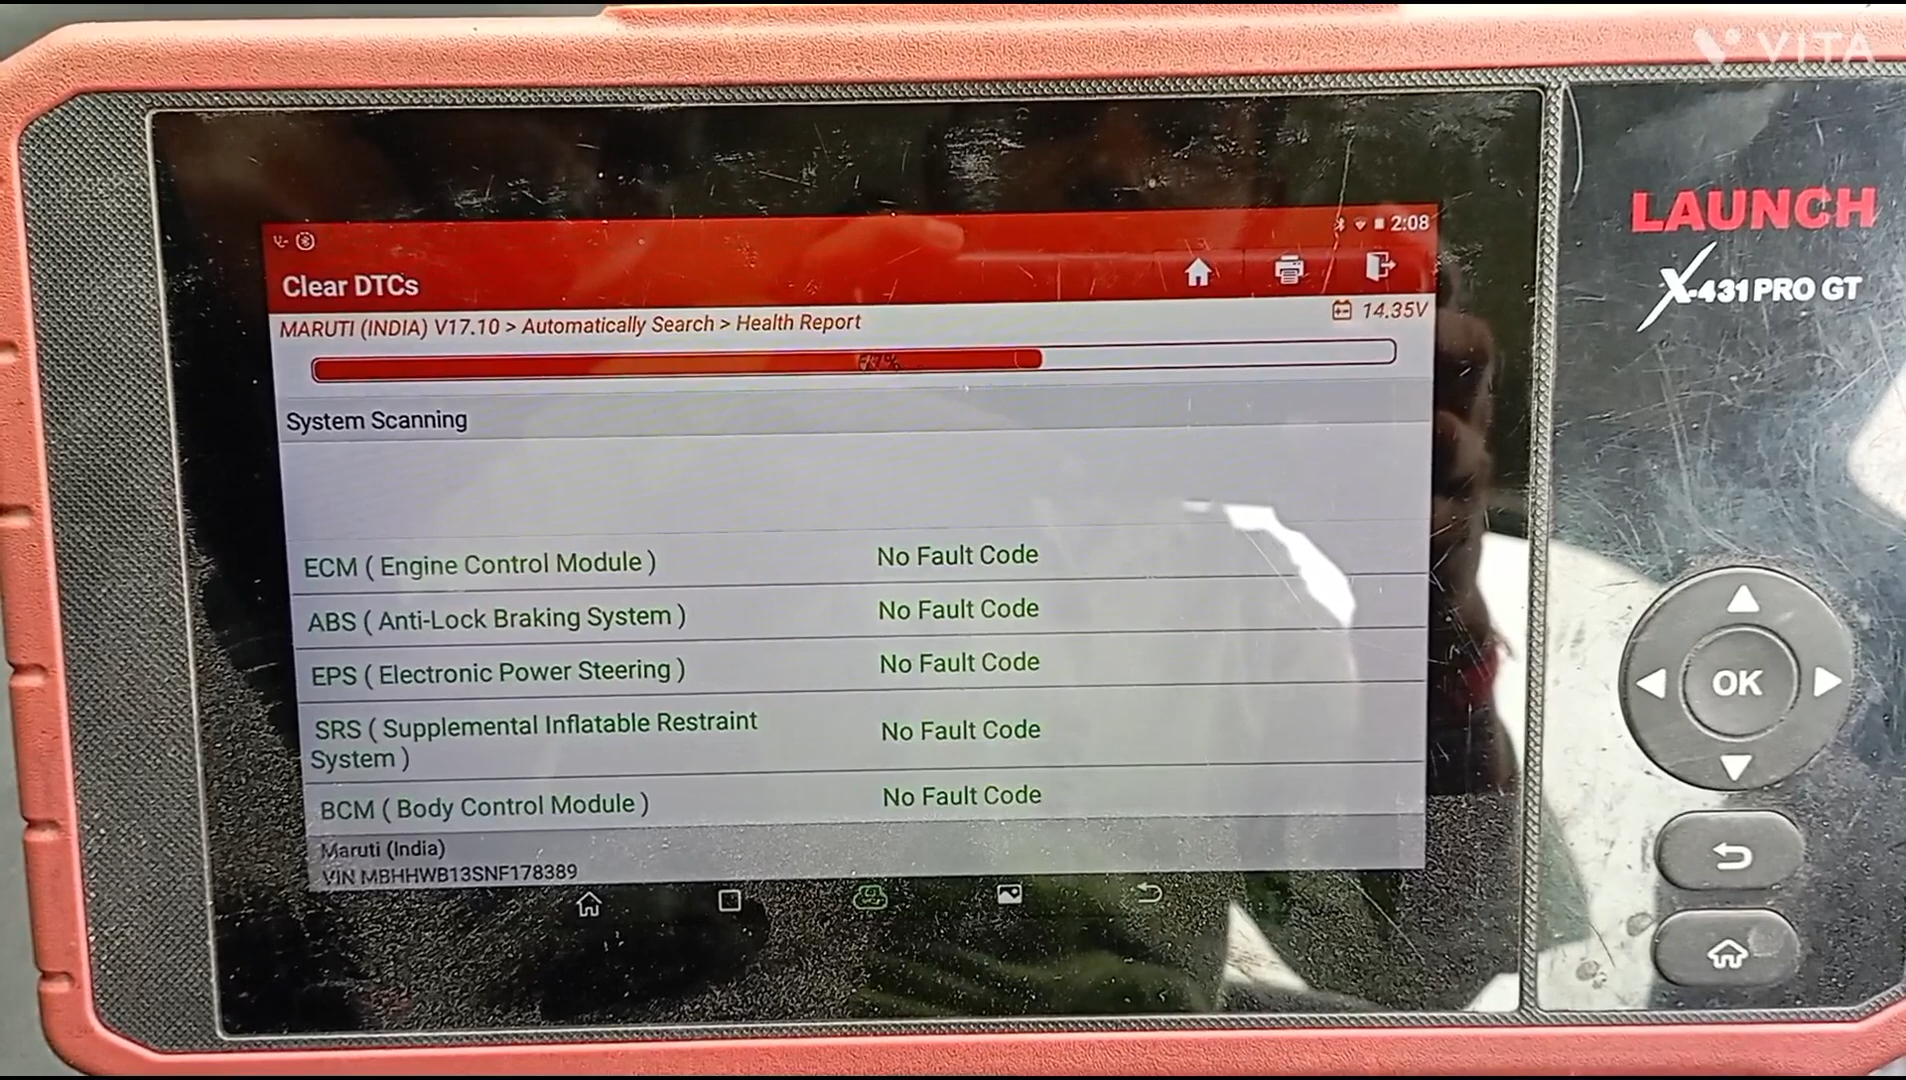 VITA
LAUNCH
X-431 PRO GT
2:08
Clear DTCs
MARUTI (INDIA) V17.10 > Automatically Search > Health Report
14.35V
System Scanning
ECM ( Engine Control Module ) No Fault Code
ABS ( Anti-Lock Braking System ) No Fault Code
EPS ( Electronic Power Steering ) No Fault Code
SRS ( Supplemental Inflatable Restraint
System ) No Fault Code
BCM ( Body Control Module ) No Fault Code
Maruti (India)
VIN MBHHWB13SNF178389
OK